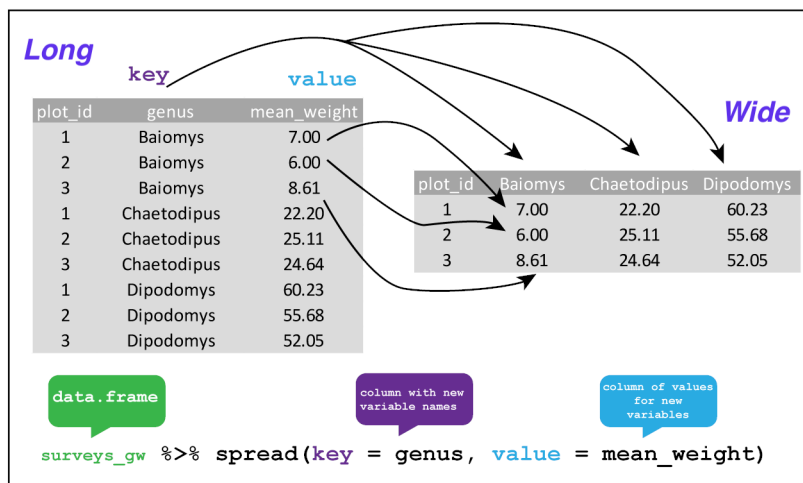 Long
key
value
plot_id genus mean_weight
1 Baiomys 7.00
2 Baiomys 6.00
3 Baiomys 8.61
1 Chaetodipus 22.20
2 Chaetodipus 25.11
3 Chaetodipus 24.64
1 Dipodomys 60.23
2 Dipodomys 55.68
3 Dipodomys 52.05
Wide
plot_id Baiomys Chaetodipus Dipodomys
1 7.00 22.20 60.23
2 6.00 25.11 55.68
3 8.61 24.64 52.05
data.frame
column with new
variable names
column of values
for new
variables
surveys_gw %>% spread(key = genus, value = mean_weight)